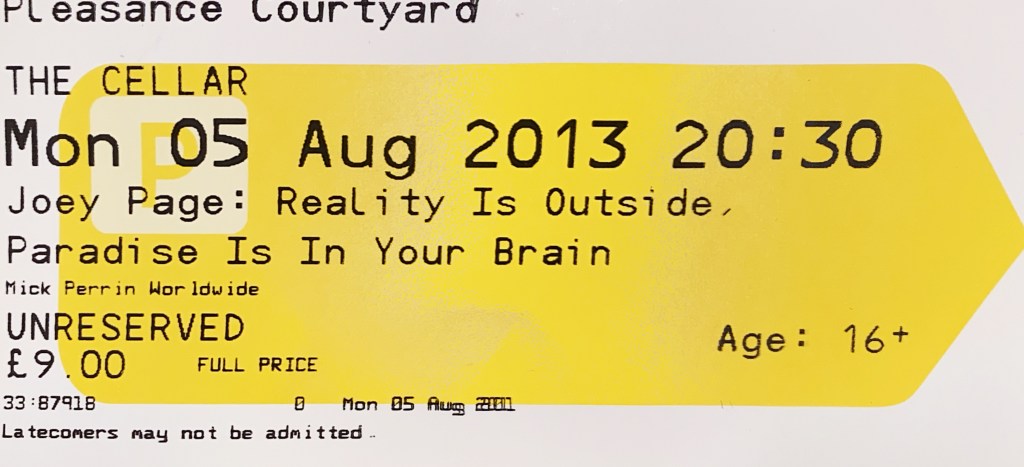 Pleasance Courtyard
THE CELLAR
P
Mon 05 Aug 2013 20:30
Joey Page: Reality Is Outside,
Paradise Is In Your Brain
Mick Perrin Worldwide
UNRESERVED
£9.00 FULL PRICE
Age: 16+
33:87918 0 Mon 05 Aug
Latecomers may not be admitted.